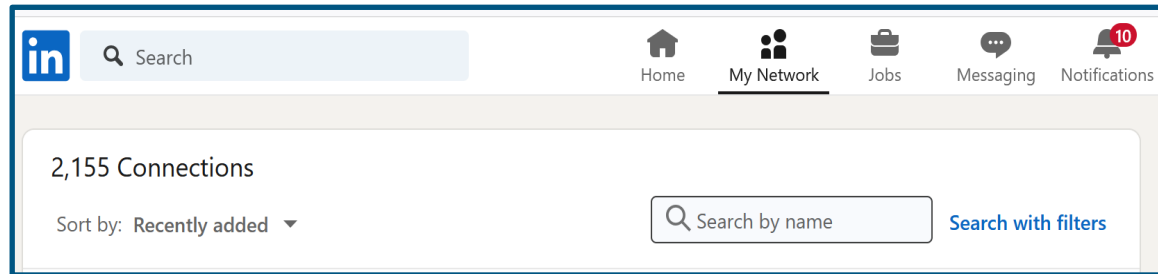 in Search
10
Home My Network Jobs Messaging Notifications
2,155 Connections
Sort by: Recently added Search by name Search with filters